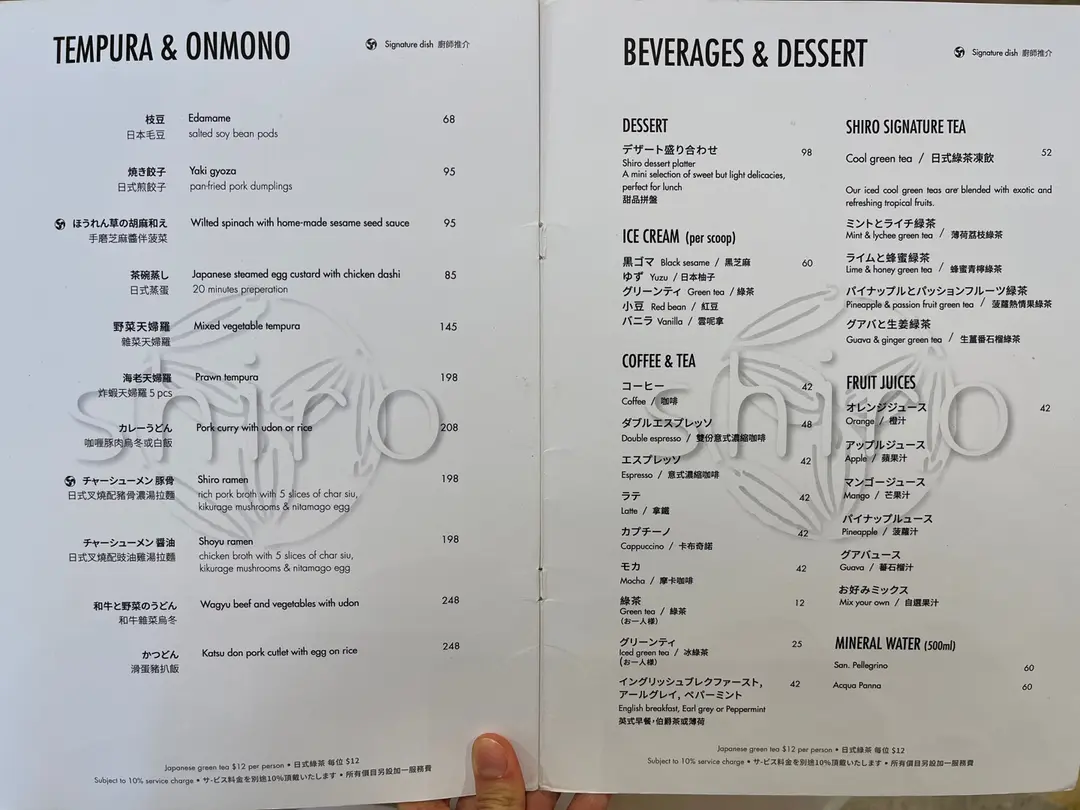 TEMPURA & ONMONO
Signature dish 廚師推介
枝豆 Edamame 68
日本毛豆 salted soy bean pods
焼き餃子 Yaki gyoza 95
日式煎餃子 pan-fried pork dumplings
ほうれん草の胡麻和え Wilted spinach with home-made sesame seed sauce 95
手磨芝麻醬伴菠菜
茶碗蒸し Japanese steamed egg custard with chicken dashi 85
日式蒸蛋 20 minutes preperation
野菜天婦羅 Mixed vegetable tempura 145
雜菜天婦羅
海老天婦羅 Prawn tempura 198
炸蝦天婦羅 5 pcs
カレーうどん Pork curry with udon or rice 208
咖喱豚肉烏冬或白飯
チャーシューメン 豚骨 Shiro ramen 198
日式叉燒配豬骨濃湯拉麵 rich pork broth with 5 slices of char siu,
kikurage mushrooms & nitamago egg
チャーシューメン 醤油 Shoyu ramen 198
日式叉燒配豉油雞湯拉麵 chicken broth with 5 slices of char siu,
kikurage mushrooms & nitamago egg
和牛と野菜のうどん Wagyu beef and vegetables with udon 248
和牛雜菜烏冬
かつどん Katsu don pork cutlet with egg on rice 248
滑蛋豬扒飯
shiro
Japanese green tea $12 per person • 日式綠茶 每位 $12
Subject to 10% service charge • サ-ビス料金を別途10%頂戴いたします • 所有價目另設加一服務費
BEVERAGES & DESSERT
Signature dish 廚師推介
DESSERT
デザート盛り合わせ 98
Shiro dessert platter
A mini selection of sweet but light delicacies,
perfect for lunch
甜品拼盤
ICE CREAM (per scoop)
黒ゴマ Black sesame / 黑芝麻 60
ゆず Yuzu / 日本柚子
グリーンティ Green tea / 綠茶
小豆 Red bean / 紅豆
バニラ Vanilla / 雲呢拿
COFFEE & TEA
コーヒー 42
Coffee / 咖啡
ダブルエスプレッソ 48
Double espresso / 雙份意式濃縮咖啡
エスプレッソ 42
Espresso / 意式濃縮咖啡
ラテ 42
Latte / 拿鐵
カプチーノ 42
Cappuccino / 卡布奇諾
モカ 42
Mocha / 摩卡咖啡
緑茶 12
Green tea / 綠茶
(お一人様)
グリーンティ 25
Iced green tea / 冰綠茶
(お一人様)
イングリッシュブレクファースト, 42
アールグレイ, ペパーミント
English breakfast, Earl grey or Peppermint
英式早餐,伯爵茶或薄荷
SHIRO SIGNATURE TEA
Cool green tea / 日式綠茶凍飲 52
Our iced cool green teas are blended with exotic and
refreshing tropical fruits.
ミントとライチ緑茶
Mint & lychee green tea / 薄荷荔枝綠茶
ライムと蜂蜜緑茶
Lime & honey green tea / 蜂蜜青檸綠茶
パイナップルとパッションフルーツ緑茶
Pineapple & passion fruit green tea / 菠蘿熱情果綠茶
グアバと生姜緑茶
Guava & ginger green tea / 生薑番石榴綠茶
FRUIT JUICES
オレンジジュース 42
Orange / 橙汁
アップルジュース
Apple / 蘋果汁
マンゴージュース
Mango / 芒果汁
パイナップルュース
Pineapple / 菠蘿汁
グアバュース
Guava / 蕃石榴汁
お好みミックス
Mix your own / 自選果汁
MINERAL WATER (500ml)
San. Pellegrino 60
Acqua Panna 60
shiro
Japanese green tea $12 per person • 日式綠茶 每位 $12
Subject to 10% service charge • サ-ビス料金を別途10%頂戴いたします • 所有價目另設加一服務費